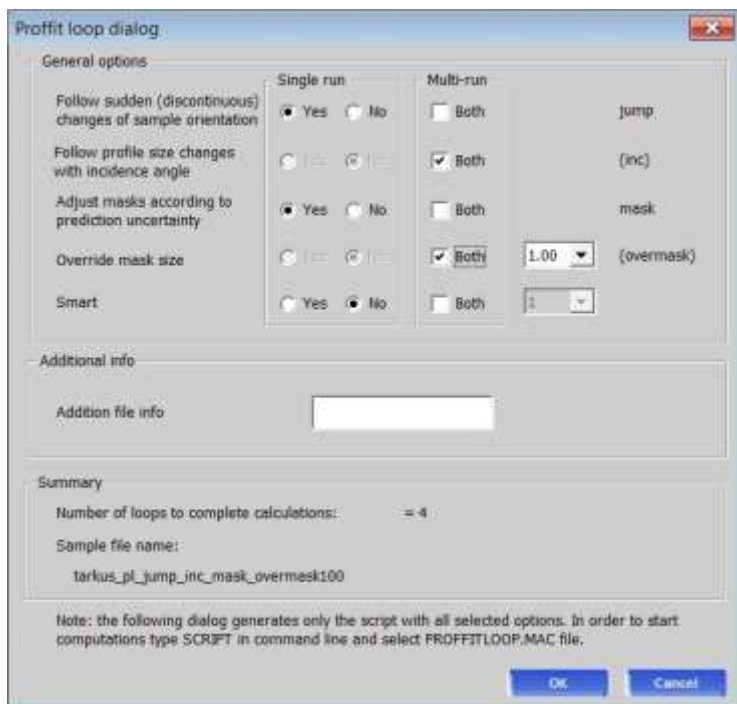 Proffit loop dialog
General options
Single run
Multi-run
Follow sudden (discontinuous)
changes of sample orientation
Yes No Both jump
Follow profile size changes
with incidence angle
Both (inc)
Adjust masks according to
prediction uncertainty
Yes No Both mask
Override mask size
Both 1.00 (overmask)
Smart Yes No Both 1
Additional info
Addition file info
Summary
Number of loops to complete calculations: = 4
Sample file name:
tarkus_pl_jump_inc_mask_overmask100
Note: the following dialog generates only the script with all selected options. In order to start
computations type SCRIPT in command line and select PROFFITLOOP.MAC file.
OK Cancel